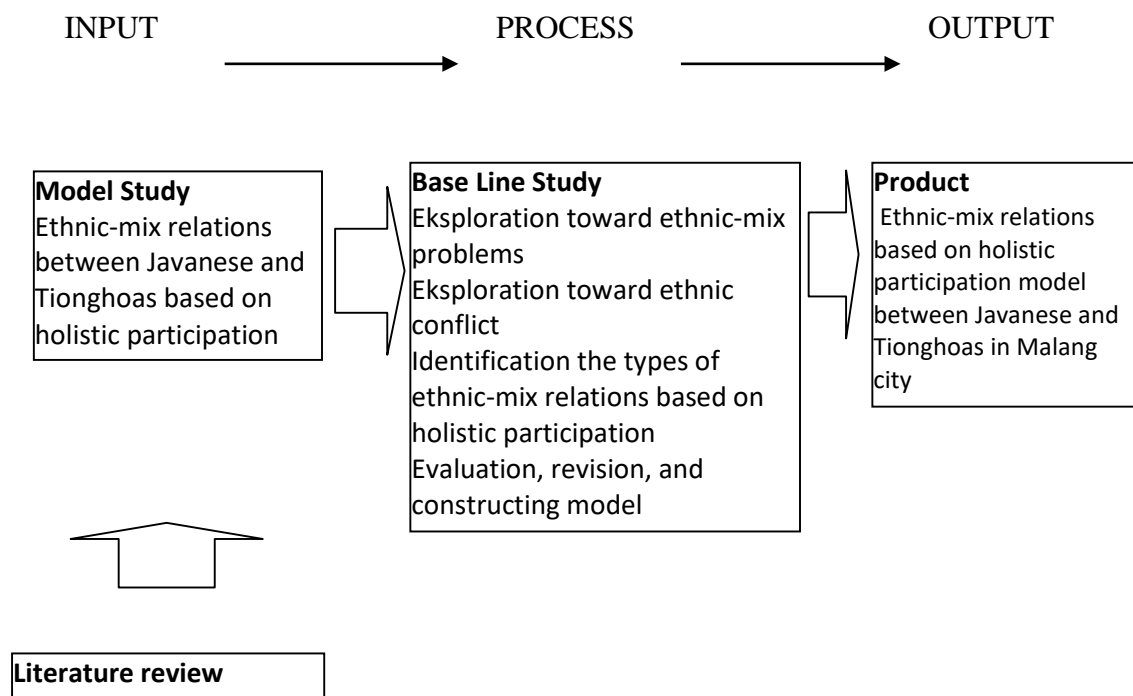 INPUT
PROCESS
OUTPUT
Model Study
Ethnic-mix relations
between Javanese and
Tionghoas based on
holistic participation
Base Line Study
Eksploration toward ethnic-mix
problems
Eksploration toward ethnic
conflict
Identification the types of
ethnic-mix relations based on
holistic participation
Evaluation, revision, and
constructing model
Product
Ethnic-mix relations
based on holistic
participation model
between Javanese and
Tionghoas in Malang
city
Literature review